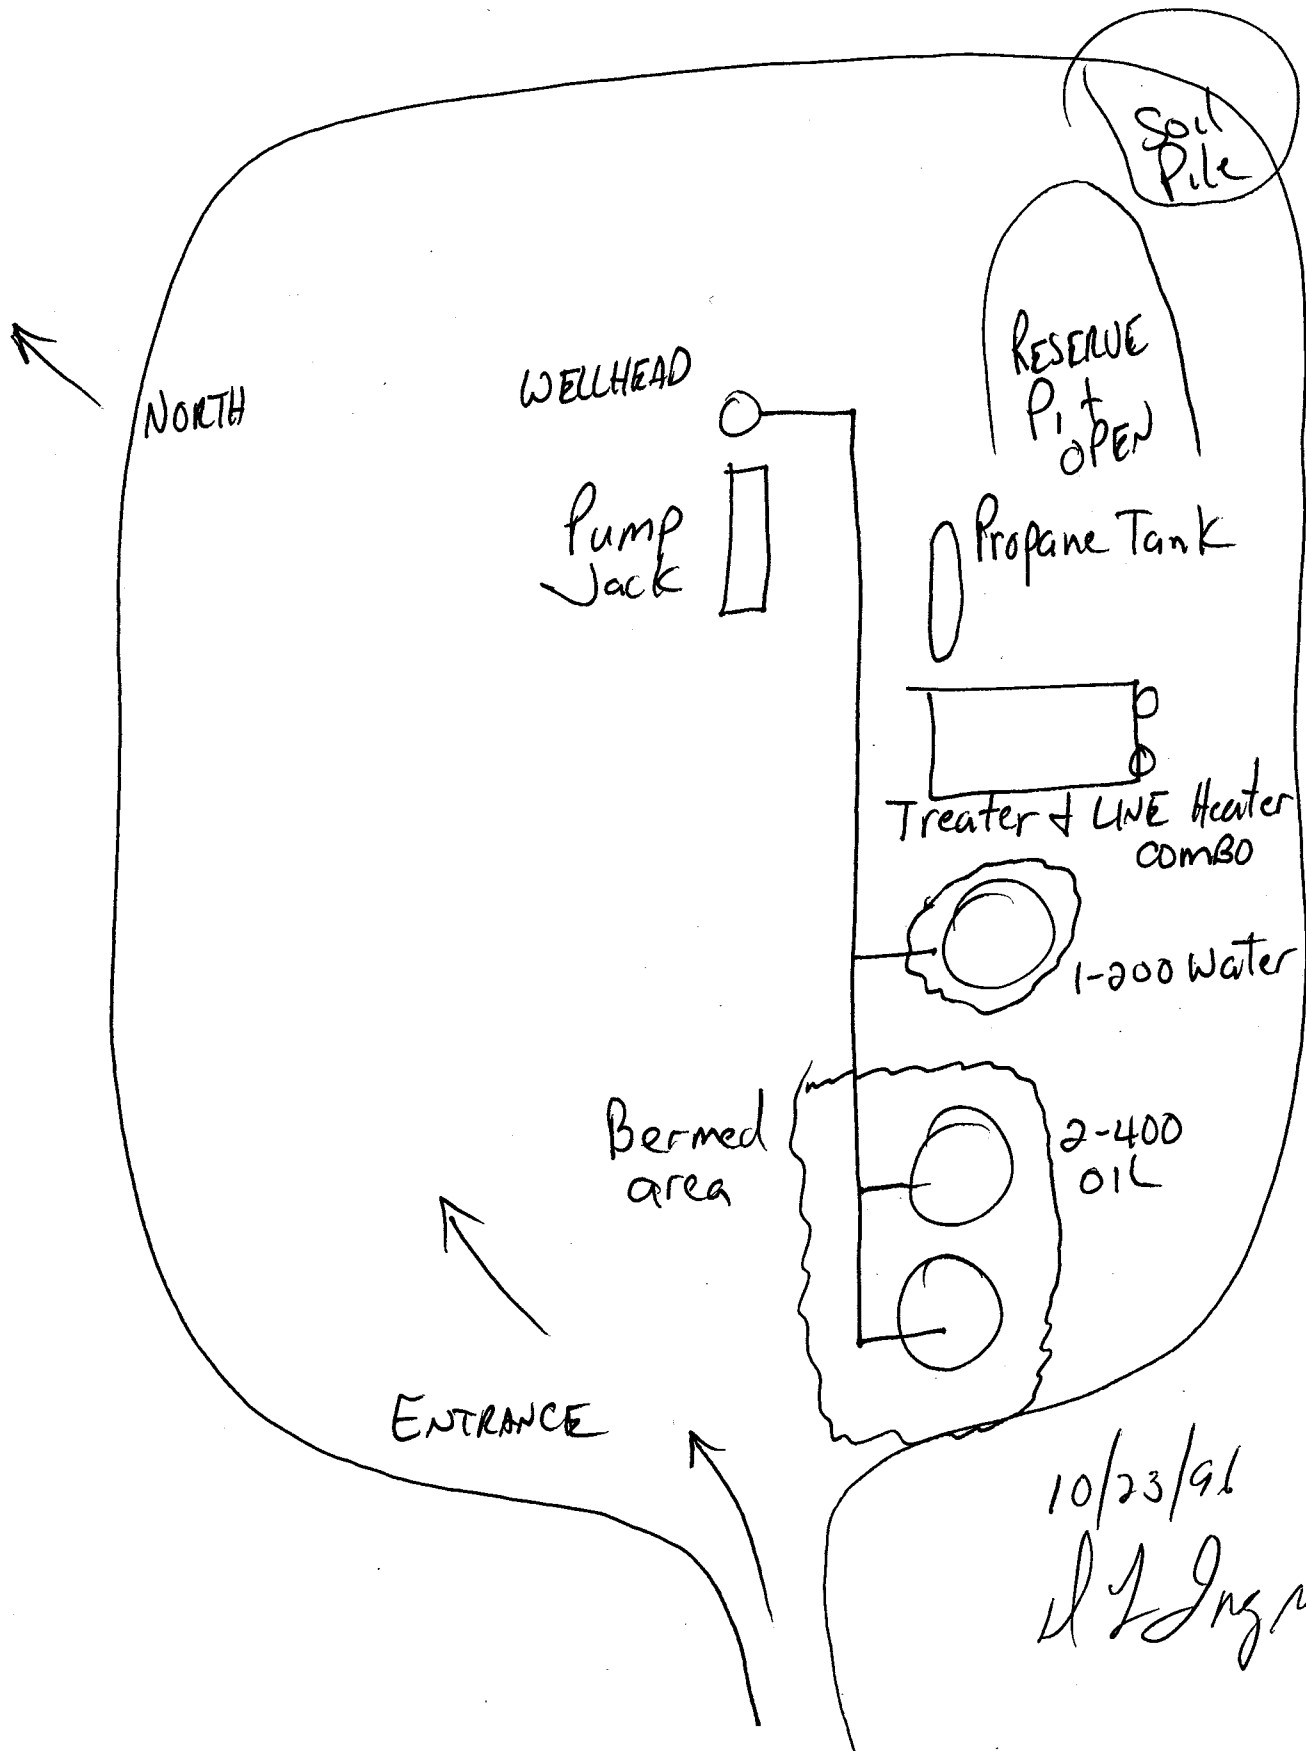 Soil
Pile
RESERVE
Pit
OPEN
WELLHEAD
NORTH
Pump
Jack
Propane Tank
Treater & LINE Heater
COMBO
1-200 Water
Bermed
area
2-400
OIL
ENTRANCE
10/23/96